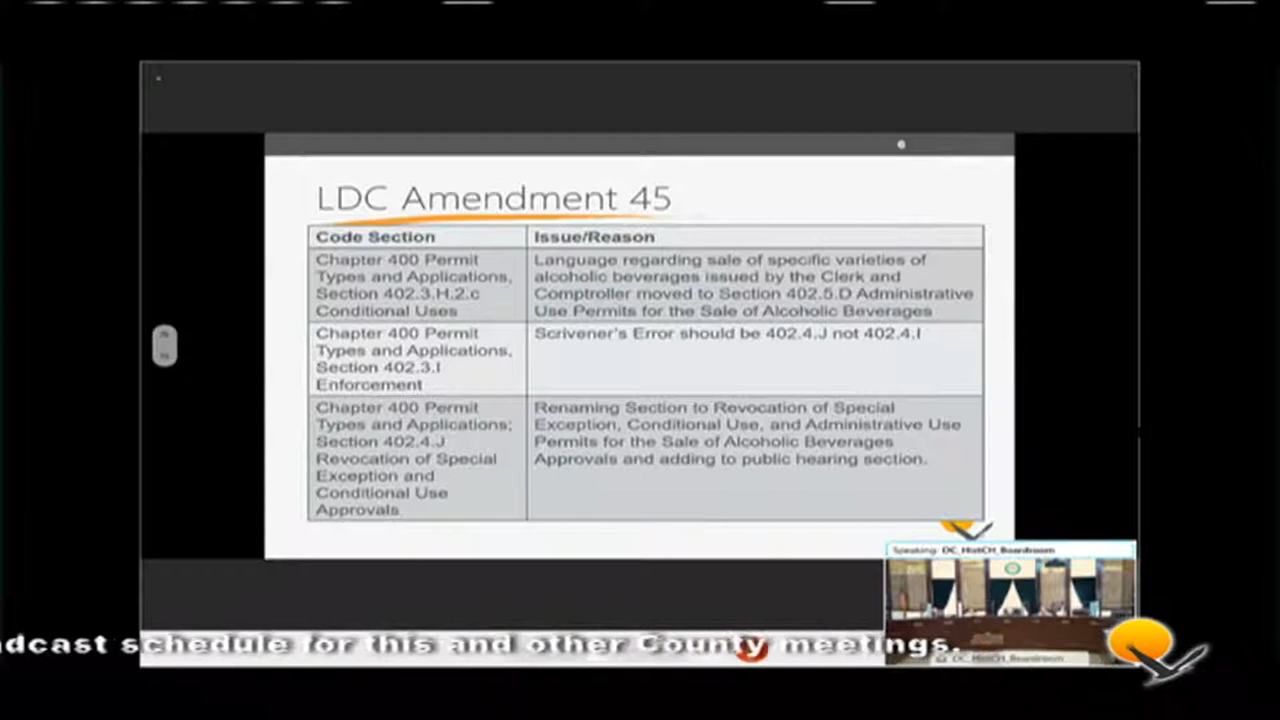 LDC Amendment 45
Code Section
Issue/Reason
Chapter 400 Permit
Types and Applications,
Section 402.3.H.2.c
Conditional Uses
Language regarding sale of specific varieties of
alcoholic beverages issued by the Clerk and
Comptroller moved to Section 402.5.D Administrative
Use Permits for the Sale of Alcoholic Beverages
Chapter 400 Permit
Types and Applications,
Section 402.3.I
Enforcement
Scrivener's Error should be 402.4.J not 402.4.I
Chapter 400 Permit
Types and Applications;
Section 402.4.J
Revocation of Special
Exception and
Conditional Use
Approvals
Renaming Section to Revocation of Special
Exception, Conditional Use, and Administrative Use
Permits for the Sale of Alcoholic Beverages
Approvals and adding to public hearing section.
Speaking: DC_HistCH_Boardroom
DC_HistCH_Boardroom
adcast schedule for this and other County meetings.